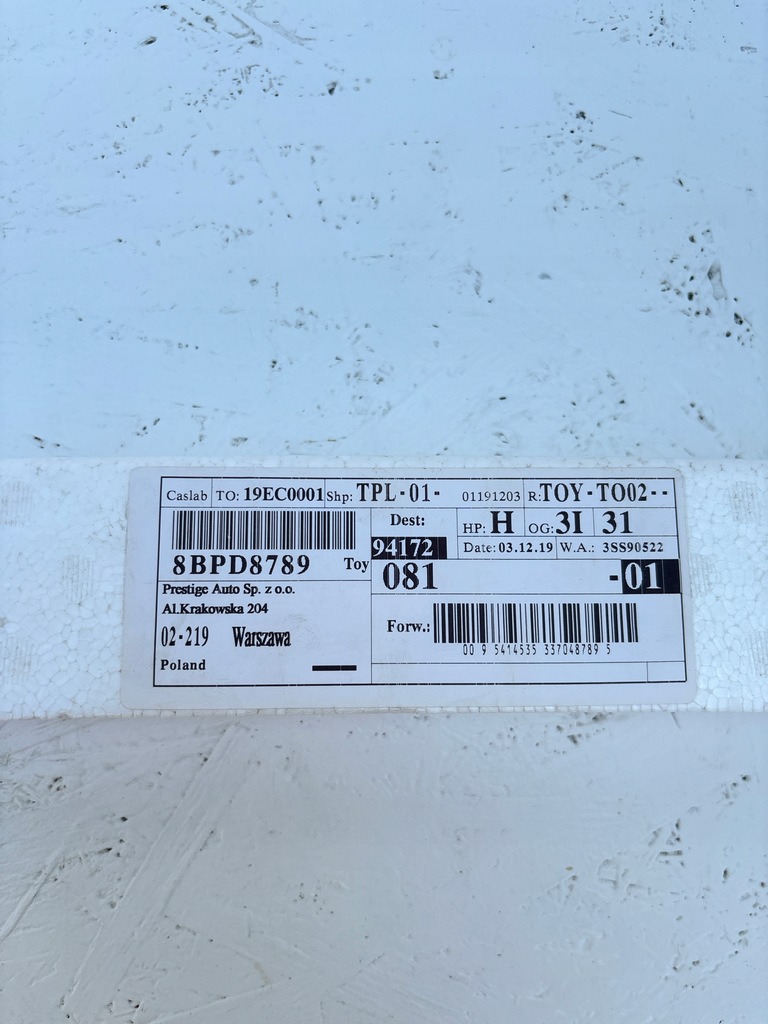 Caslab TO: 19EC0001 Shp: TPL-01- 01191203 R: TOY-TO02--
Dest: HP: H OG: 3I 31
94172 Date: 03.12.19 W.A.: 3SS90522
8BPD8789 Toy
081 -01
Prestige Auto Sp. z o.o.
Al.Krakowska 204
02-219 Warszawa
Poland
Forw.:
00 9 5414535 337048789 5